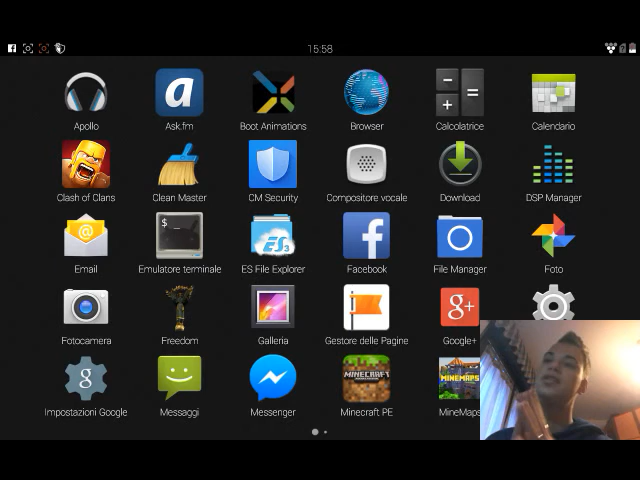 15:58
Apollo Ask.fm Boot Animations Browser Calcolatrice Calendario
Clash of Clans Clean Master CM Security Compositore vocale Download DSP Manager
$
Email Emulatore terminale ES File Explorer Facebook File Manager Foto
Fotocamera Freedom Galleria Gestore delle Pagine Google+
MINECRAFT MINEMAPS
Impostazioni Google Messaggi Messenger Minecraft PE MineMaps